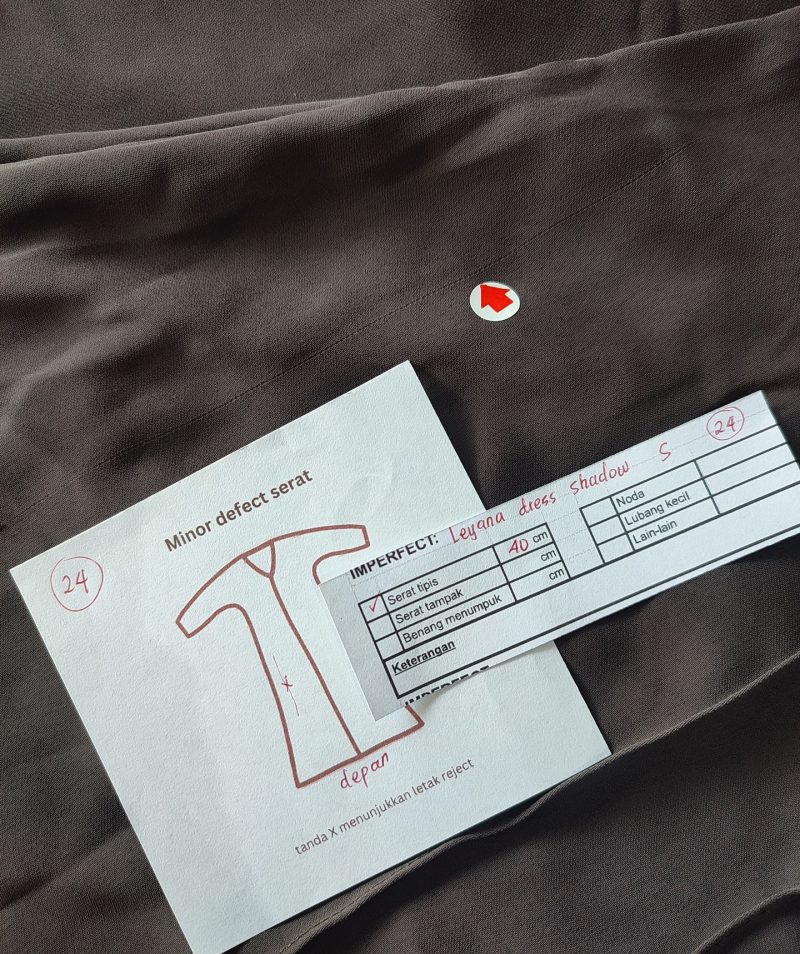 Minor defect serat
24
depan
tanda X menunjukkan letak reject
IMPERFECT: Leyana dress shadow S 24
✓ Serat tipis 40 cm
Serat tampak cm
Benang menumpuk cm
Noda
Lubang kecil
Lain-lain
Keterangan
IMPERFECT